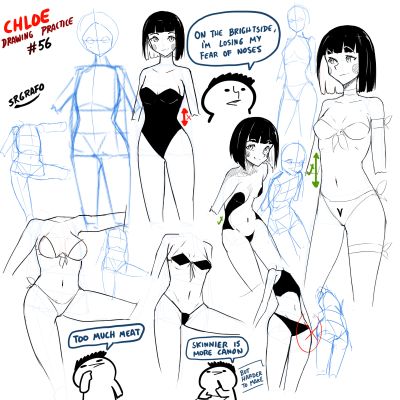 CHLOE
DRAWING PRACTICE
#56
SRGRAFO
ON THE BRIGHTSIDE,
I'M LOSING MY
FEAR OF NOSES
TOO MUCH MEAT
SKINNIER IS
MORE CANON
BUT
HARDER
TO MAKE